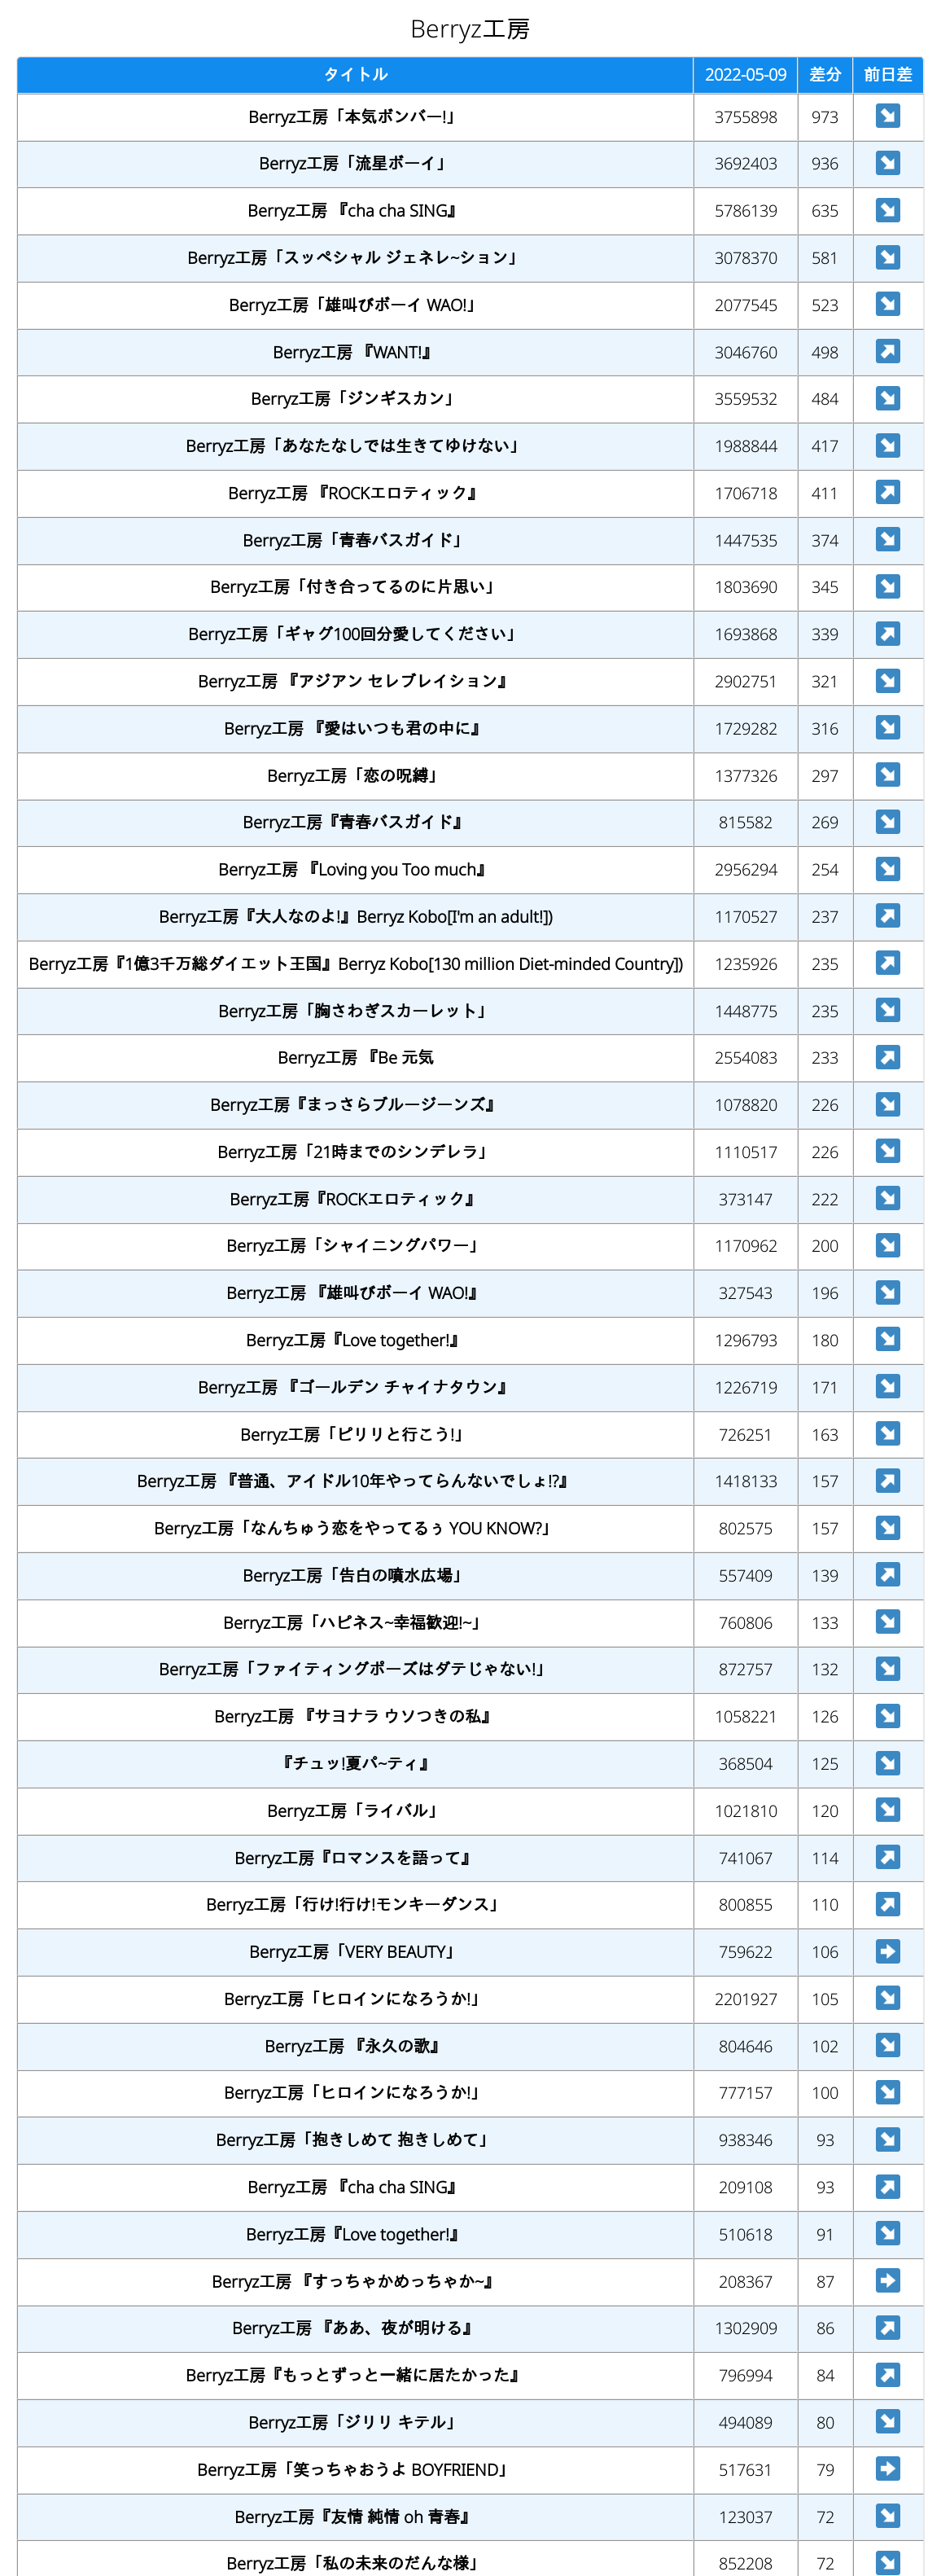 Berryz工房
タイトル 2022-05-09 差分 前日差
Berryz工房「本気ボンバー!」 3755898 973 ↘
Berryz工房「流星ボーイ」 3692403 936 ↘
Berryz工房 『cha cha SING』 5786139 635 ↘
Berryz工房「スッペシャル ジェネレ~ション」 3078370 581 ↘
Berryz工房「雄叫びボーイ WAO!」 2077545 523 ↘
Berryz工房 『WANT!』 3046760 498 ↗
Berryz工房「ジンギスカン」 3559532 484 ↘
Berryz工房「あなたなしでは生きてゆけない」 1988844 417 ↘
Berryz工房 『ROCKエロティック』 1706718 411 ↗
Berryz工房「青春バスガイド」 1447535 374 ↘
Berryz工房「付き合ってるのに片思い」 1803690 345 ↘
Berryz工房「ギャグ100回分愛してください」 1693868 339 ↗
Berryz工房 『アジアン セレブレイション』 2902751 321 ↘
Berryz工房 『愛はいつも君の中に』 1729282 316 ↘
Berryz工房「恋の呪縛」 1377326 297 ↘
Berryz工房『青春バスガイド』 815582 269 ↘
Berryz工房 『Loving you Too much』 2956294 254 ↘
Berryz工房『大人なのよ!』Berryz Kobo[I'm an adult!]) 1170527 237 ↗
Berryz工房『1億3千万総ダイエット王国』Berryz Kobo[130 million Diet-minded Country]) 1235926 235 ↗
Berryz工房「胸さわぎスカーレット」 1448775 235 ↘
Berryz工房 『Be 元気 2554083 233 ↗
Berryz工房『まっさらブルージーンズ』 1078820 226 ↘
Berryz工房「21時までのシンデレラ」 1110517 226 ↘
Berryz工房『ROCKエロティック』 373147 222 ↘
Berryz工房「シャイニングパワー」 1170962 200 ↘
Berryz工房 『雄叫びボーイ WAO!』 327543 196 ↘
Berryz工房『Love together!』 1296793 180 ↘
Berryz工房 『ゴールデン チャイナタウン』 1226719 171 ↘
Berryz工房「ピリリと行こう!」 726251 163 ↘
Berryz工房 『普通、アイドル10年やってらんないでしょ!?』 1418133 157 ↗
Berryz工房「なんちゅう恋をやってるぅ YOU KNOW?」 802575 157 ↘
Berryz工房「告白の噴水広場」 557409 139 ↗
Berryz工房「ハピネス~幸福歓迎!~」 760806 133 ↘
Berryz工房「ファイティングポーズはダテじゃない!」 872757 132 ↘
Berryz工房 『サヨナラ ウソつきの私』 1058221 126 ↘
『チュッ!夏パ~ティ』 368504 125 ↘
Berryz工房「ライバル」 1021810 120 ↘
Berryz工房『ロマンスを語って』 741067 114 ↗
Berryz工房「行け!行け!モンキーダンス」 800855 110 ↗
Berryz工房「VERY BEAUTY」 759622 106 →
Berryz工房「ヒロインになろうか!」 2201927 105 ↘
Berryz工房 『永久の歌』 804646 102 ↘
Berryz工房「ヒロインになろうか!」 777157 100 ↘
Berryz工房「抱きしめて 抱きしめて」 938346 93 ↘
Berryz工房 『cha cha SING』 209108 93 ↗
Berryz工房『Love together!』 510618 91 ↘
Berryz工房 『すっちゃかめっちゃか~』 208367 87 →
Berryz工房 『ああ、夜が明ける』 1302909 86 ↗
Berryz工房『もっとずっと一緒に居たかった』 796994 84 ↗
Berryz工房「ジリリ キテル」 494089 80 ↘
Berryz工房「笑っちゃおうよ BOYFRIEND」 517631 79 →
Berryz工房『友情 純情 oh 青春』 123037 72 ↘
Berryz工房「私の未来のだんな様」 852208 72 ↘